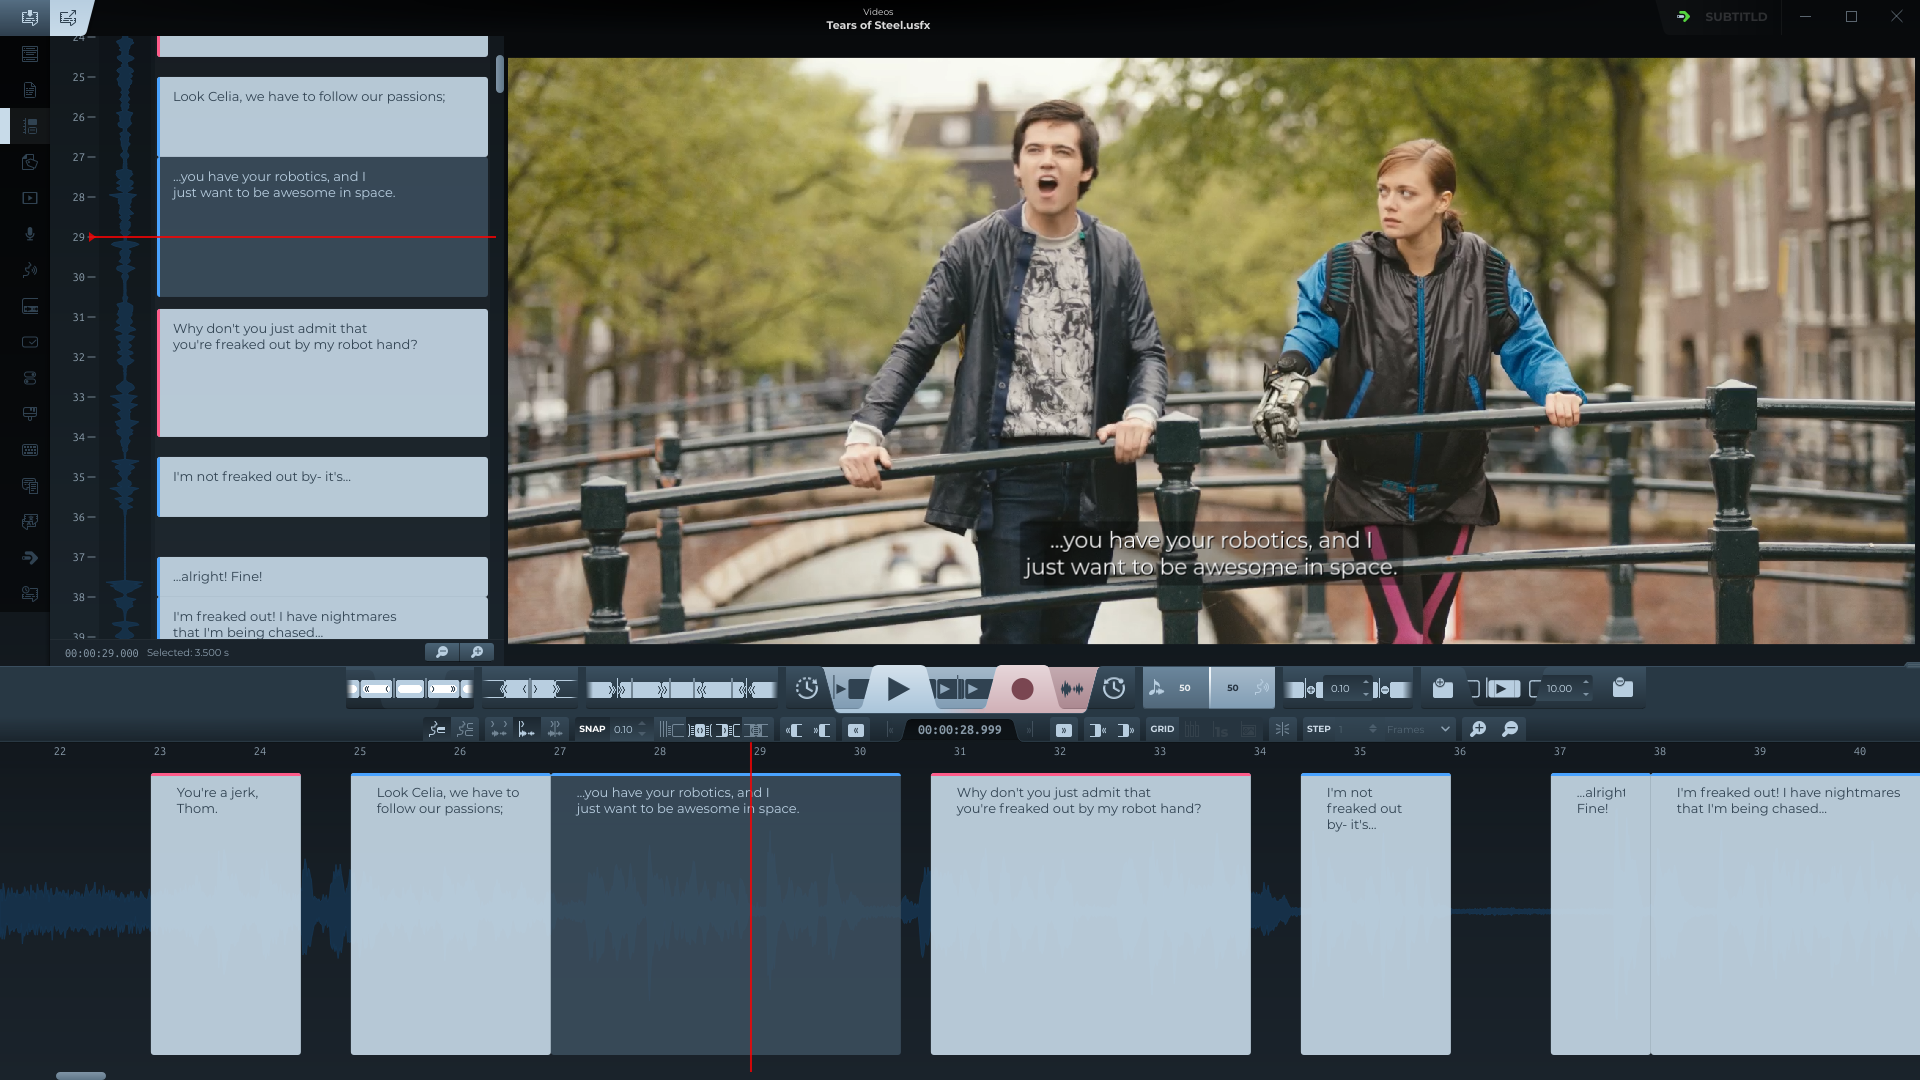 Videos
Tears of Steel.usfx
SUBTITLD
24
25
26
27
28
29
30
31
32
33
34
35
36
37
38
39
Look Celia, we have to follow our passions;
...you have your robotics, and I
just want to be awesome in space.
Why don't you just admit that
you're freaked out by my robot hand?
I'm not freaked out by- it's...
...alright! Fine!
I'm freaked out! I have nightmares
that I'm being chased...
...you have your robotics, and I
just want to be awesome in space.
00:00:29.000 Selected: 3.500 s
50 50 0.10 10.00
SNAP 0.10 00:00:28.999 GRID STEP 1 Frames
22 23 24 25 26 27 28 29 30 31 32 33 34 35 36 37 38 39 40
You're a jerk,
Thom.
Look Celia, we have to
follow our passions;
...you have your robotics, and I
just want to be awesome in space.
Why don't you just admit that
you're freaked out by my robot hand?
I'm not
freaked out
by- it's...
...alright
Fine!
I'm freaked out! I have nightmares
that I'm being chased...